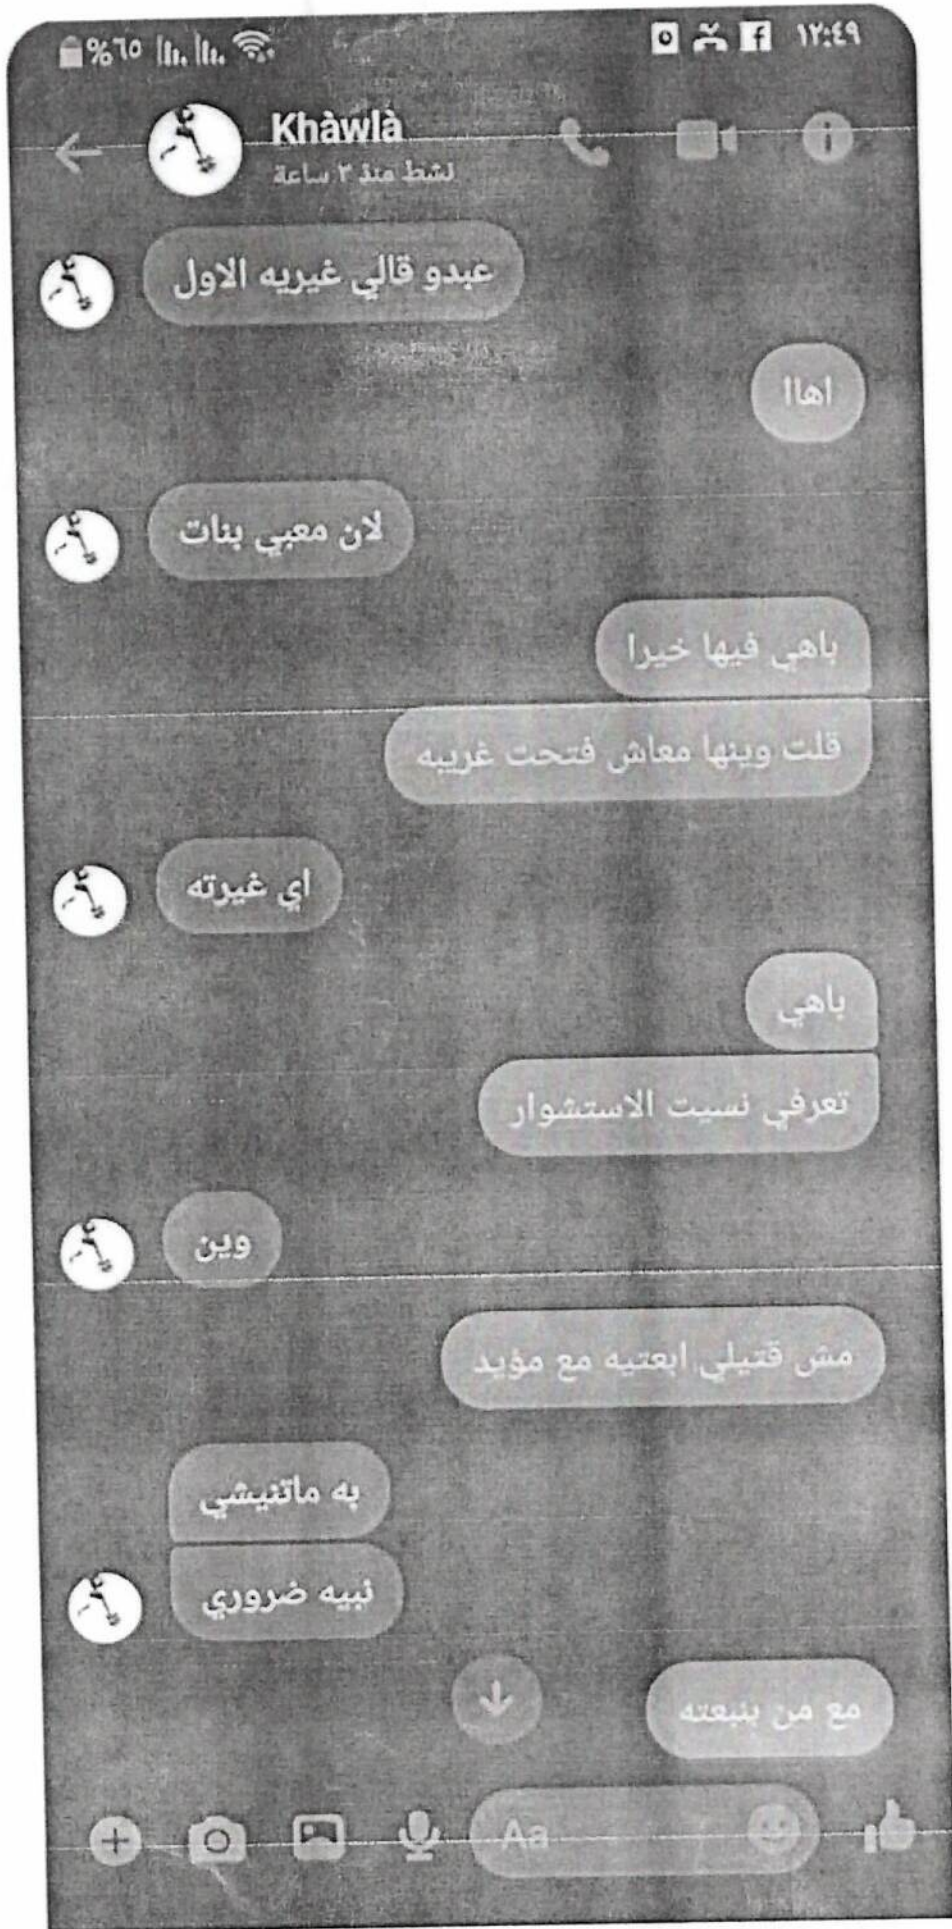 %٦٥ ١٢:٤٩
Khàwlà
نشط منذ ٣ ساعة
عبدو قالي غيريه الاول
اهاا
لان معبي بنات
باهي فيها خيرا
قلت وينها معاش فتحت غريبه
اي غيرته
باهي
تعرفي نسيت الاستشوار
وين
مش قتيلي ابعتيه مع مؤيد
به ماتنيشي
نبيه ضروري
مع من بنبعته
Aa